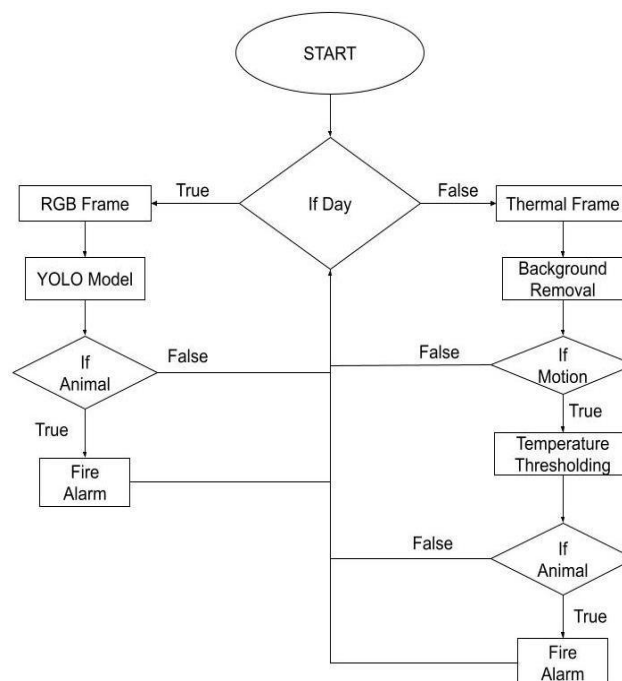 START
If Day
True
False
RGB Frame
Thermal Frame
YOLO Model
Background
Removal
If
Animal
False
False
If
Motion
True
True
Fire
Alarm
Temperature
Thresholding
False
If
Animal
True
Fire
Alarm